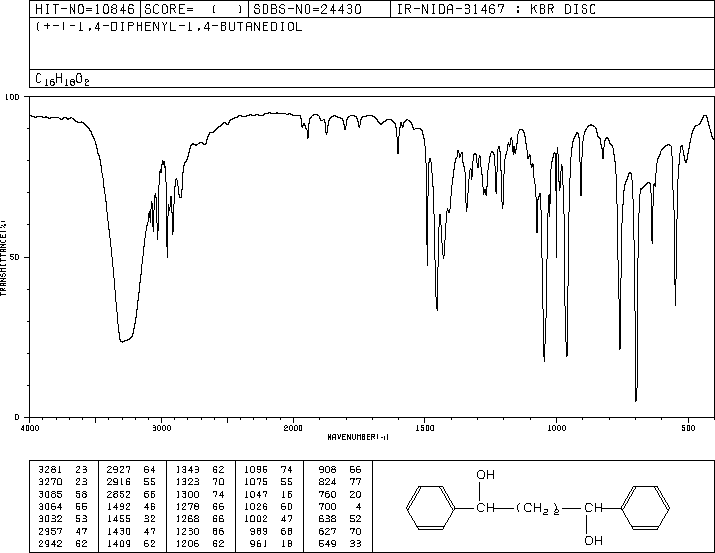 HIT-NO=10846 SCORE= ( ) SDBS-NO=24430 IR-NIDA-31467 : KBR DISC
(+-)-1,4-DIPHENYL-1,4-BUTANEDIOL
C16H18O2
100
50
0
TRANSMITTANCE(%)
4000 3000 2000 1500 1000 500
WAVENUMBER(-1)
3281 23 2927 64 1343 62 1096 74 908 66
3270 23 2916 55 1323 70 1075 55 824 77
3085 58 2852 66 1300 74 1047 16 760 20
3064 66 1492 46 1278 66 1026 60 700 4
3032 53 1455 32 1268 66 1002 47 638 52
2957 47 1430 47 1230 66 989 68 627 70
2942 62 1409 62 1206 62 961 18 549 33
OH
CH (CH2)2 CH
OH